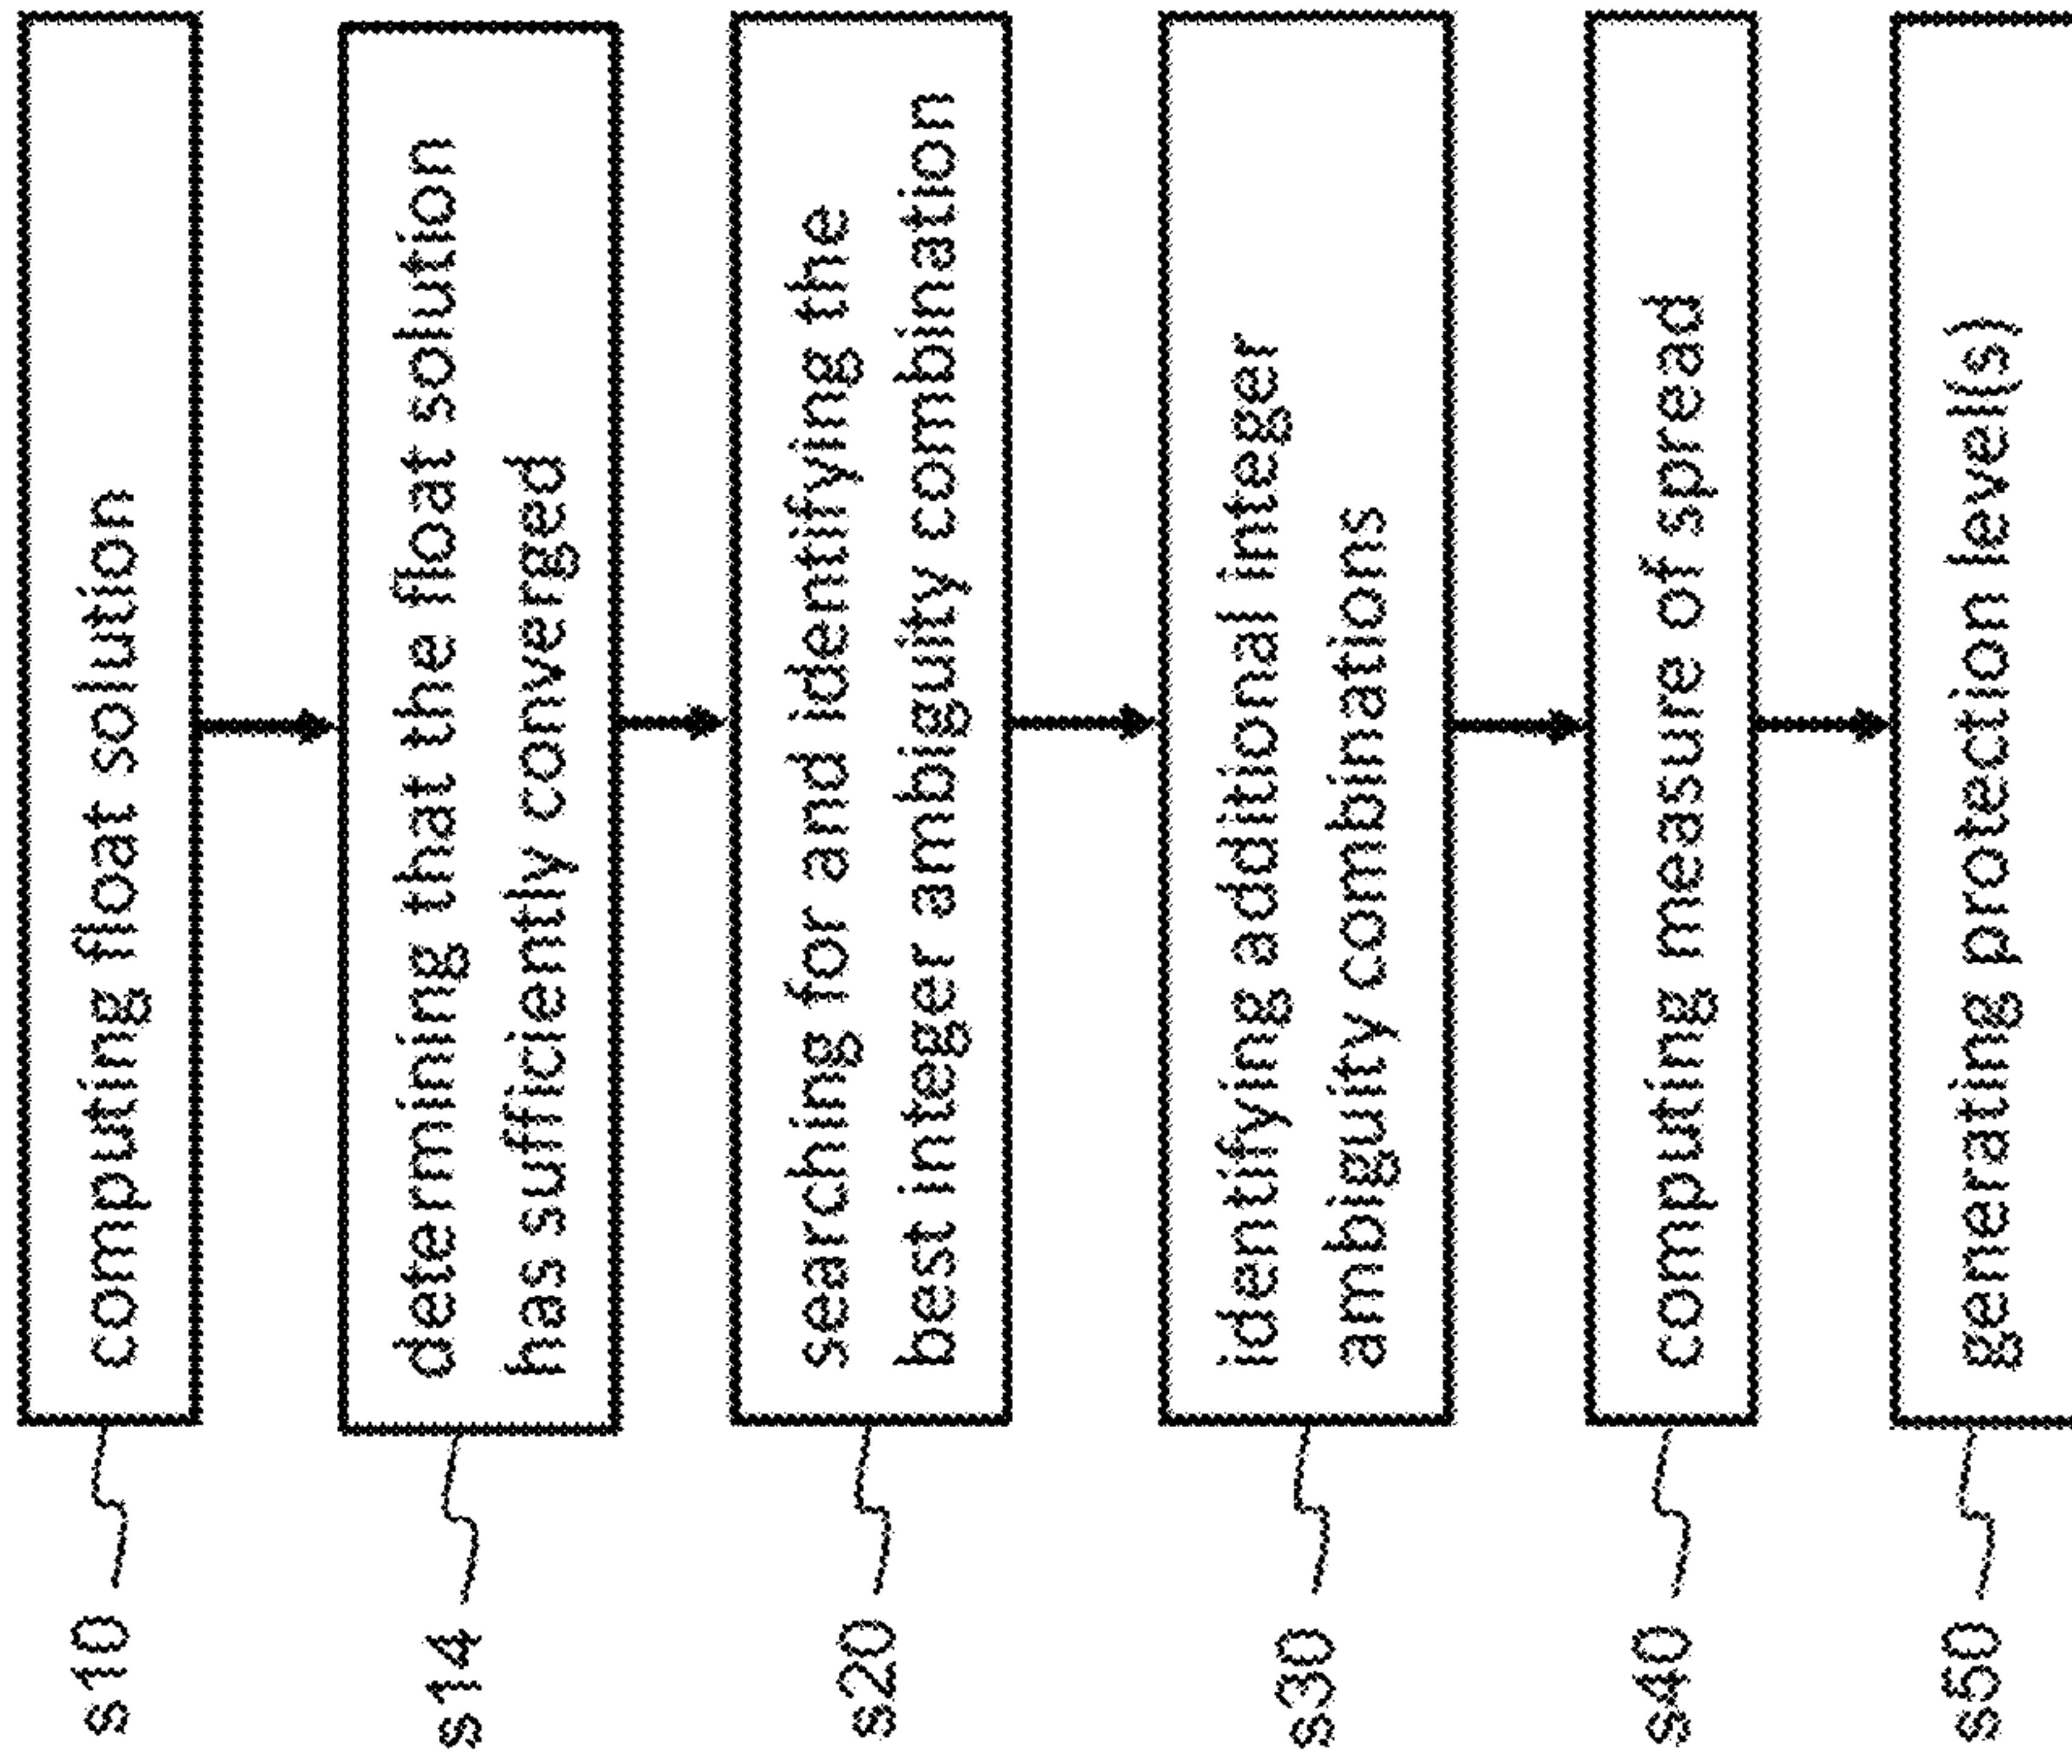 s10
computing float solution
s14
determining that the float solution
has sufficiently converged
s20
searching for and identifying the
best integer ambiguity combination
s30
identifying additional integer
ambiguity combinations
s40
computing measure of spread
s50
generating protection level(s)